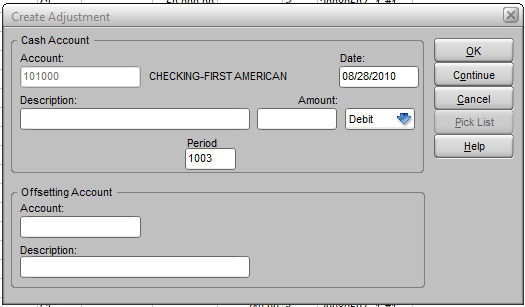 Create Adjustment
Cash Account
Account:
Date:
101000
CHECKING-FIRST AMERICAN
08/28/2010
Description:
Amount:
Debit
Period
1003
Offsetting Account
Account:
Description:
OK
Continue
Cancel
Pick List
Help